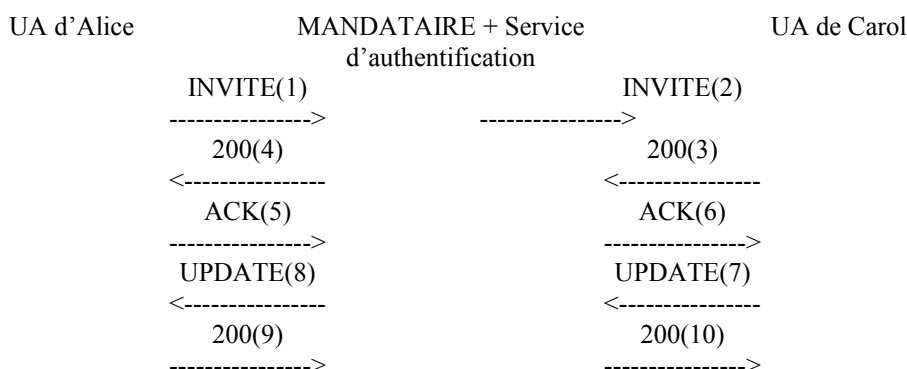 UA d’Alice MANDATAIRE + Service UA de Carol
d’authentification
INVITE(1) INVITE(2)
----------------> ---------------->
200(4) 200(3)
<---------------- <----------------
ACK(5) ACK(6)
----------------> ---------------->
UPDATE(8) UPDATE(7)
<---------------- <----------------
200(9) 200(10)
----------------> ---------------->